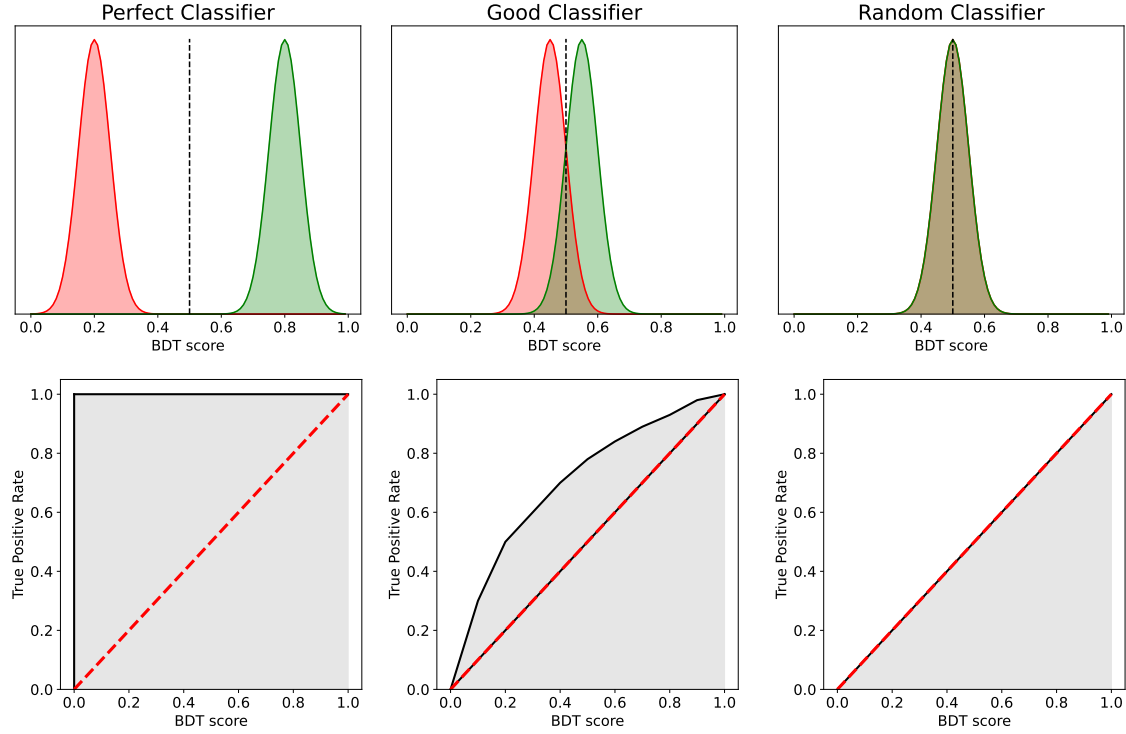 Perfect Classifier
Good Classifier
Random Classifier
0.0 0.2 0.4 0.6 0.8 1.0
BDT score
0.0 0.2 0.4 0.6 0.8 1.0
BDT score
0.0 0.2 0.4 0.6 0.8 1.0
BDT score
True Positive Rate
1.0
0.8
0.6
0.4
0.2
0.0
0.0 0.2 0.4 0.6 0.8 1.0
BDT score
True Positive Rate
1.0
0.8
0.6
0.4
0.2
0.0
0.0 0.2 0.4 0.6 0.8 1.0
BDT score
True Positive Rate
1.0
0.8
0.6
0.4
0.2
0.0
0.0 0.2 0.4 0.6 0.8 1.0
BDT score